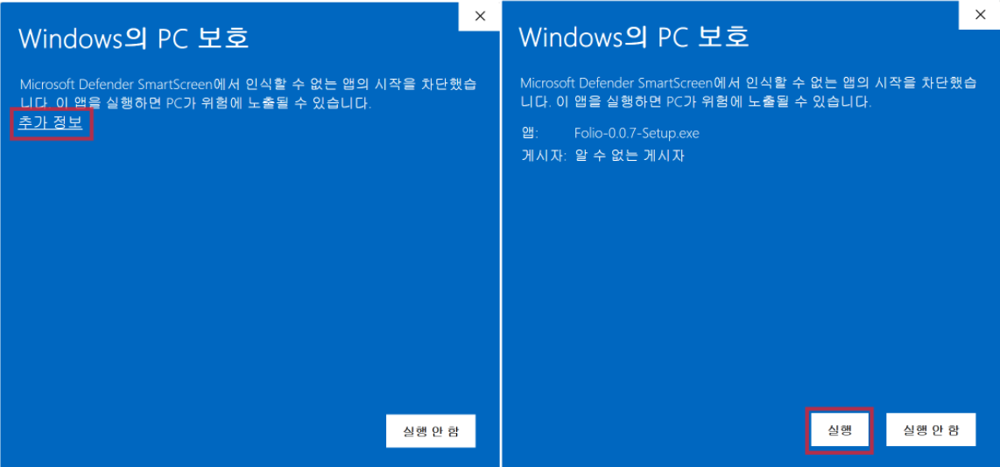 Windows의 PC 보호
Microsoft Defender SmartScreen에서 인식할 수 없는 앱의 시작을 차단했습
니다. 이 앱을 실행하면 PC가 위험에 노출될 수 있습니다.
추가 정보
실행 안 함
Windows의 PC 보호
Microsoft Defender SmartScreen에서 인식할 수 없는 앱의 시작을 차단했습
니다. 이 앱을 실행하면 PC가 위험에 노출될 수 있습니다.
앱: Folio-0.0.7-Setup.exe
게시자: 알 수 없는 게시자
실행 실행 안 함